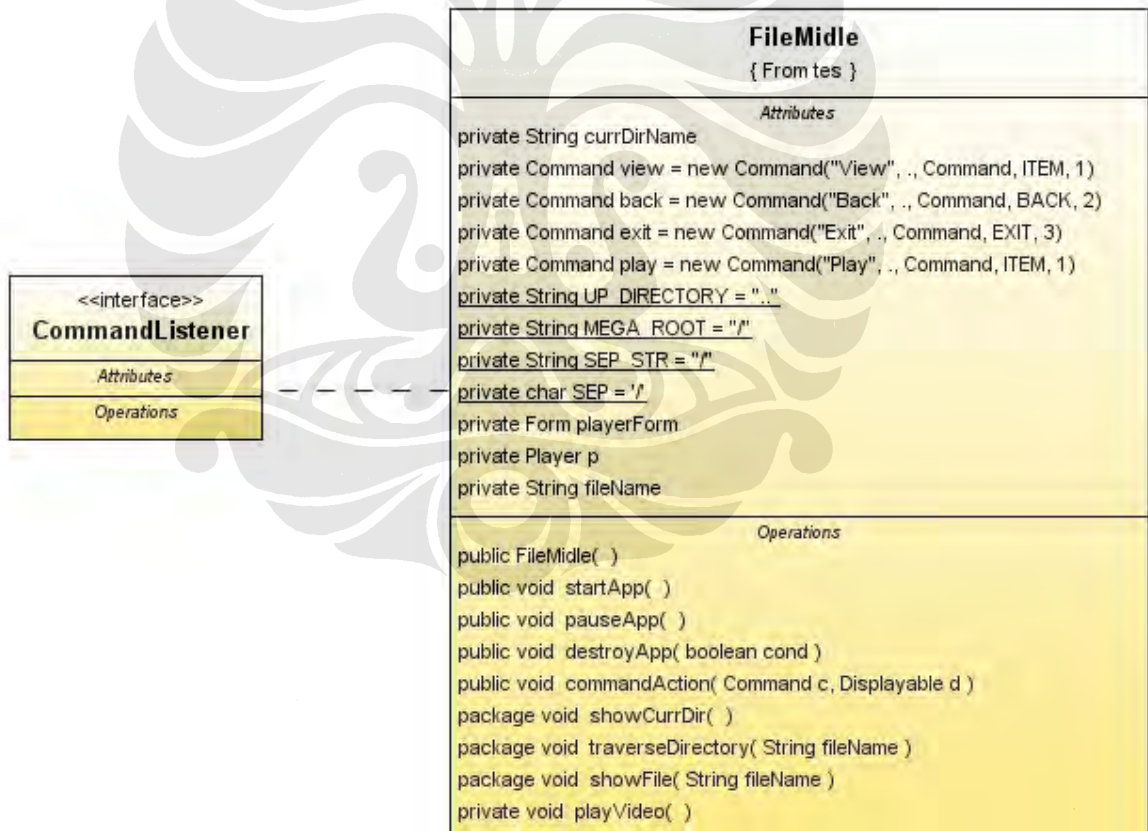 <<interface>>
CommandListener
Attributes
Operations
FileMidle
{ From tes }
Attributes
private String currDirName
private Command view = new Command("View", ., Command, ITEM, 1)
private Command back = new Command("Back", ., Command, BACK, 2)
private Command exit = new Command("Exit", ., Command, EXIT, 3)
private Command play = new Command("Play", ., Command, ITEM, 1)
private String UP_DIRECTORY = ".."
private String MEGA_ROOT = "/"
private String SEP_STR = "/"
private char SEP = '/'
private Form playerForm
private Player p
private String fileName
Operations
public FileMidle( )
public void startApp( )
public void pauseApp( )
public void destroyApp( boolean cond )
public void commandAction( Command c, Displayable d )
package void showCurrDir( )
package void traverseDirectory( String fileName )
package void showFile( String fileName )
private void playVideo( )